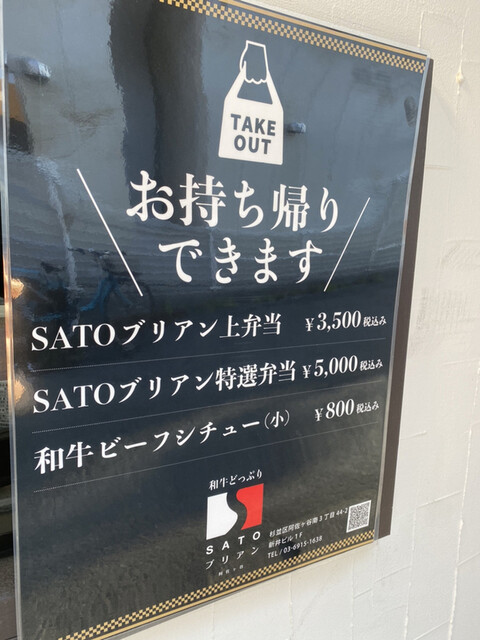 TAKE
OUT
お持ち帰り
できます
SATOブリアン上弁当 ¥3,500税込み
SATOブリアン特選弁当 ¥5,000税込み
和牛ビーフシチュー(小) ¥800税込み
和牛どっぷり
SATO
ブリアン
杉並区阿佐ヶ谷南3丁目44-2
新井ビル1F
TEL / 03-6915-1638